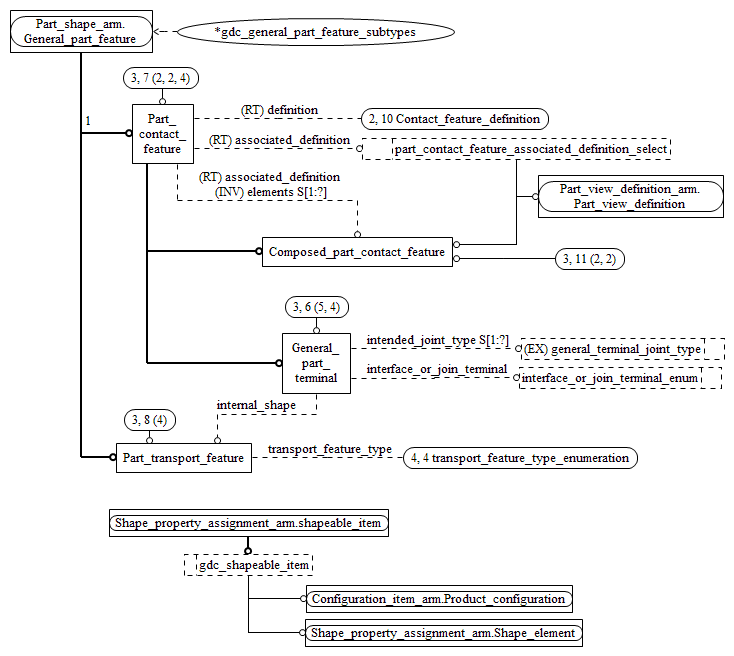 Part_shape_arm.
General_part_feature
*gdc_general_part_feature_subtypes
3, 7 (2, 2, 4)
1
Part_
contact_
feature
(RT) definition
2, 10 Contact_feature_definition
(RT) associated_definition
part_contact_feature_associated_definition_select
(RT) associated_definition
(INV) elements S[1:?]
Part_view_definition_arm.
Part_view_definition
Composed_part_contact_feature
3, 11 (2, 2)
3, 6 (5, 4)
General_
part_
terminal
intended_joint_type S[1:?]
(EX) general_terminal_joint_type
interface_or_join_terminal
interface_or_join_terminal_enum
internal_shape
3, 8 (4)
Part_transport_feature
transport_feature_type
4, 4 transport_feature_type_enumeration
Shape_property_assignment_arm.shapeable_item
gdc_shapeable_item
Configuration_item_arm.Product_configuration
Shape_property_assignment_arm.Shape_element